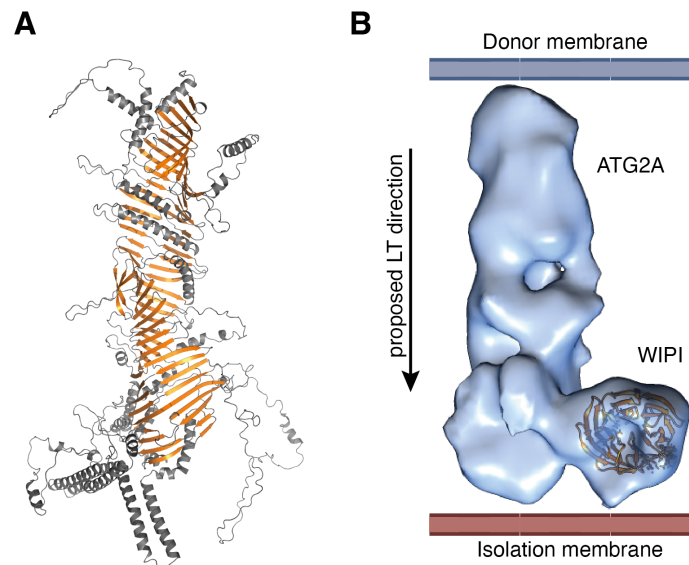 A
B
Donor membrane
ATG2A
proposed LT direction
WIPI
Isolation membrane